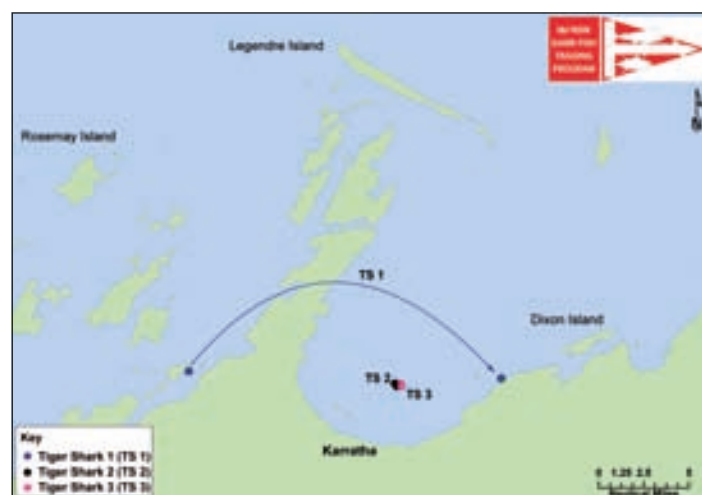 Legendre Island
Rosemay Island
TS 1
Dixon Island
TS 2
TS 3
Karratha
Key
Tiger Shark 1 (TS 1)
Tiger Shark 2 (TS 2)
Tiger Shark 3 (TS 3)
0 1.25 2.5 5